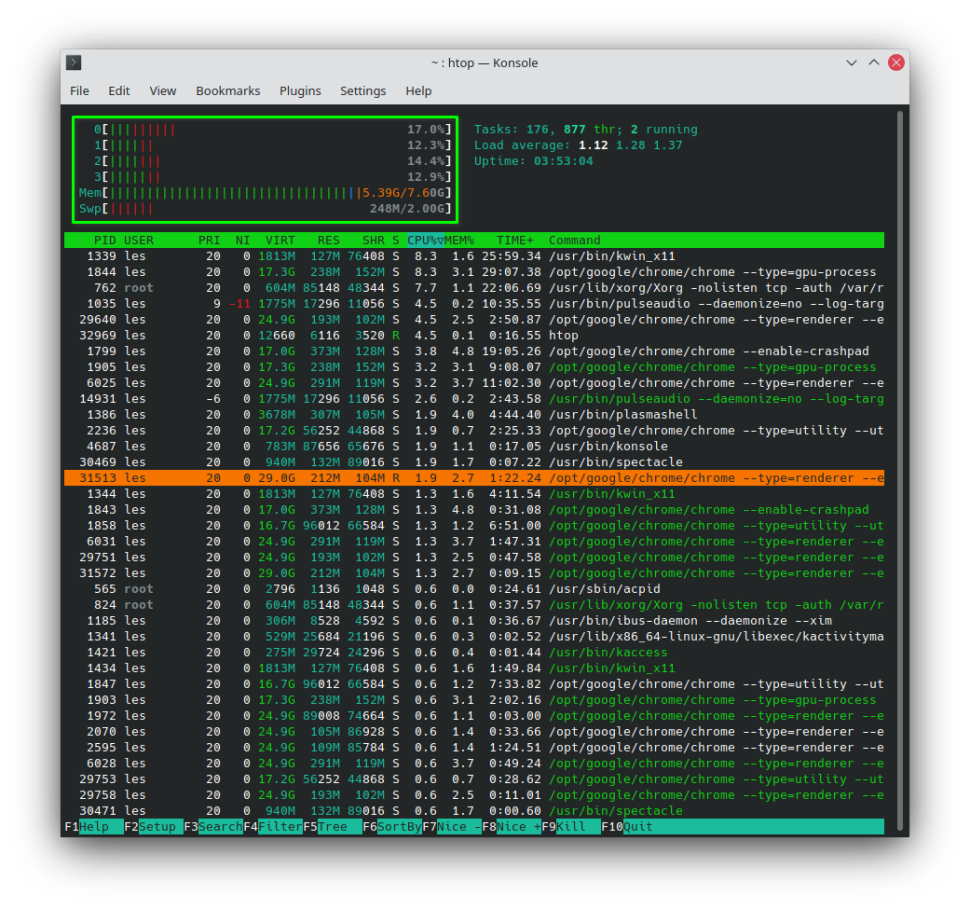 ~ : htop — Konsole
File Edit View Bookmarks Plugins Settings Help
0[|||||||||| 17.0%] Tasks: 176, 877 thr; 2 running
1[|||||| 12.3%] Load average: 1.12 1.28 1.37
2[||||||| 14.4%] Uptime: 03:53:04
3[||||||| 12.9%]
Mem[||||||||||||||||||||||||||||||||||5.39G/7.60G]
Swp[|||||| 248M/2.00G]
PID USER PRI NI VIRT RES SHR S CPU%▽MEM% TIME+ Command
1339 les 20 0 1813M 127M 76408 S 8.3 1.6 25:59.34 /usr/bin/kwin_x11
1844 les 20 0 17.3G 238M 152M S 8.3 3.1 29:07.38 /opt/google/chrome/chrome --type=gpu-process
762 root 20 0 604M 85148 48344 S 7.7 1.1 22:06.69 /usr/lib/xorg/Xorg -nolisten tcp -auth /var/r
1035 les 9 -11 1775M 17296 11056 S 4.5 0.2 10:35.55 /usr/bin/pulseaudio --daemonize=no --log-targ
29640 les 20 0 24.9G 193M 102M S 4.5 2.5 2:50.87 /opt/google/chrome/chrome --type=renderer --e
32969 les 20 0 12660 6116 3520 R 4.5 0.1 0:16.55 htop
1799 les 20 0 17.0G 373M 128M S 3.8 4.8 19:05.26 /opt/google/chrome/chrome --enable-crashpad
1905 les 20 0 17.3G 238M 152M S 3.2 3.1 9:08.07 /opt/google/chrome/chrome --type=gpu-process
6025 les 20 0 24.9G 291M 119M S 3.2 3.7 11:02.30 /opt/google/chrome/chrome --type=renderer --e
14931 les -6 0 1775M 17296 11056 S 2.6 0.2 2:43.58 /usr/bin/pulseaudio --daemonize=no --log-targ
1386 les 20 0 3678M 307M 105M S 1.9 4.0 4:44.40 /usr/bin/plasmashell
2236 les 20 0 17.2G 56252 44868 S 1.9 0.7 2:25.33 /opt/google/chrome/chrome --type=utility --ut
4687 les 20 0 783M 87656 65676 S 1.9 1.1 0:17.05 /usr/bin/konsole
30469 les 20 0 940M 132M 89016 S 1.9 1.7 0:07.22 /usr/bin/spectacle
31513 les 20 0 29.0G 212M 104M R 1.9 2.7 1:22.24 /opt/google/chrome/chrome --type=renderer --e
1344 les 20 0 1813M 127M 76408 S 1.3 1.6 4:11.54 /usr/bin/kwin_x11
1843 les 20 0 17.0G 373M 128M S 1.3 4.8 0:31.08 /opt/google/chrome/chrome --enable-crashpad
1858 les 20 0 16.7G 96012 66584 S 1.3 1.2 6:51.00 /opt/google/chrome/chrome --type=utility --ut
6031 les 20 0 24.9G 291M 119M S 1.3 3.7 1:47.31 /opt/google/chrome/chrome --type=renderer --e
29751 les 20 0 24.9G 193M 102M S 1.3 2.5 0:47.58 /opt/google/chrome/chrome --type=renderer --e
31572 les 20 0 29.0G 212M 104M S 1.3 2.7 0:09.15 /opt/google/chrome/chrome --type=renderer --e
565 root 20 0 2796 1136 1048 S 0.6 0.0 0:24.61 /usr/sbin/acpid
824 root 20 0 604M 85148 48344 S 0.6 1.1 0:37.57 /usr/lib/xorg/Xorg -nolisten tcp -auth /var/r
1185 les 20 0 306M 8528 4592 S 0.6 0.1 0:36.67 /usr/bin/ibus-daemon --daemonize --xim
1341 les 20 0 529M 25684 21196 S 0.6 0.3 0:02.52 /usr/lib/x86_64-linux-gnu/libexec/kactivityma
1421 les 20 0 275M 29724 24296 S 0.6 0.4 0:01.44 /usr/bin/kaccess
1434 les 20 0 1813M 127M 76408 S 0.6 1.6 1:49.84 /usr/bin/kwin_x11
1847 les 20 0 16.7G 96012 66584 S 0.6 1.2 7:33.82 /opt/google/chrome/chrome --type=utility --ut
1903 les 20 0 17.3G 238M 152M S 0.6 3.1 2:02.16 /opt/google/chrome/chrome --type=gpu-process
1972 les 20 0 24.9G 89008 74664 S 0.6 1.1 0:03.00 /opt/google/chrome/chrome --type=renderer --e
2070 les 20 0 24.9G 105M 86928 S 0.6 1.4 0:33.66 /opt/google/chrome/chrome --type=renderer --e
2595 les 20 0 24.9G 109M 85784 S 0.6 1.4 1:24.51 /opt/google/chrome/chrome --type=renderer --e
6028 les 20 0 24.9G 291M 119M S 0.6 3.7 0:49.24 /opt/google/chrome/chrome --type=renderer --e
29753 les 20 0 17.2G 56252 44868 S 0.6 0.7 0:28.62 /opt/google/chrome/chrome --type=utility --ut
29758 les 20 0 24.9G 193M 102M S 0.6 2.5 0:11.01 /opt/google/chrome/chrome --type=renderer --e
30471 les 20 0 940M 132M 89016 S 0.6 1.7 0:00.60 /usr/bin/spectacle
F1Help F2Setup F3SearchF4FilterF5Tree F6SortByF7Nice -F8Nice +F9Kill F10Quit